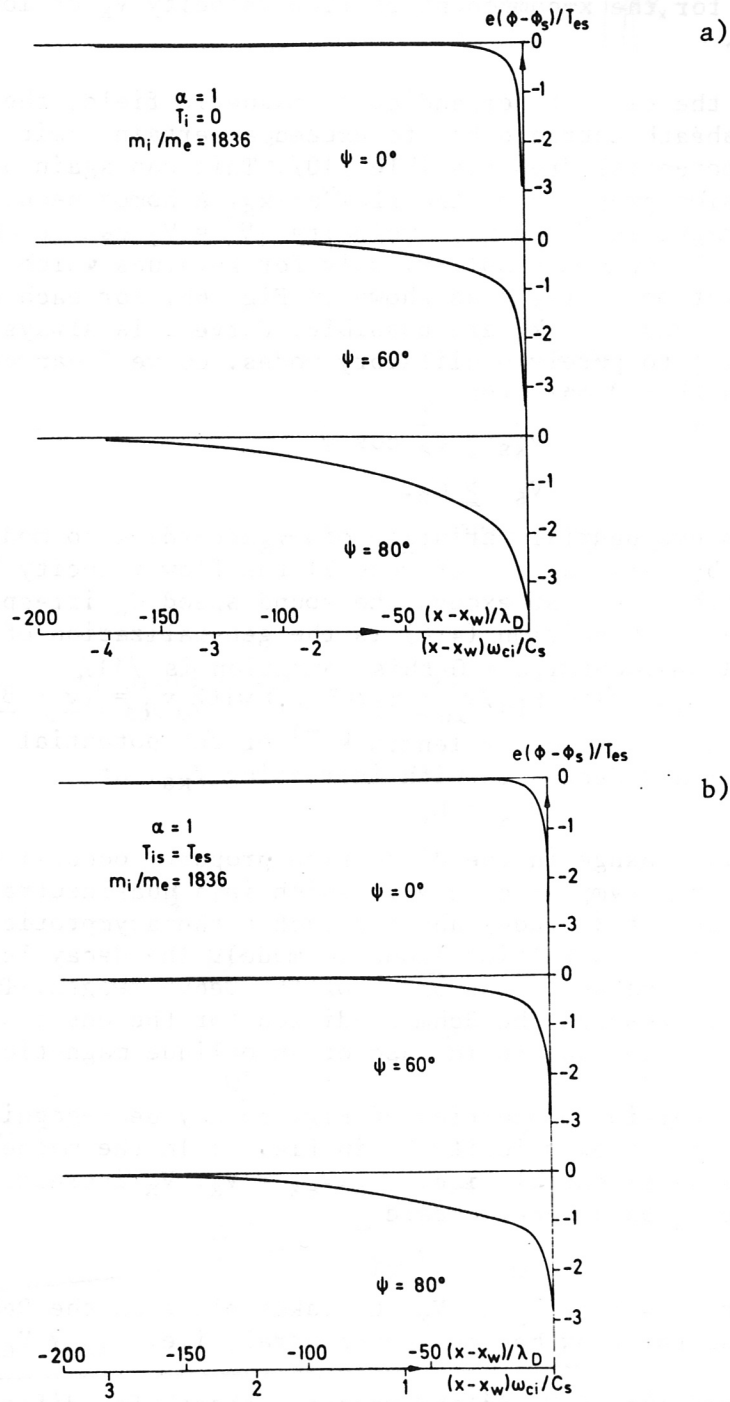 for the
e(Φ-Φs)/Tes
a)
0
α = 1
Ti = 0
mi/me = 1836
-1
ψ = 0°
-2
-3
0
-1
ψ = 60°
-2
-3
0
-1
ψ = 80°
-2
-3
-200 -150 -100 -50 (x-xw)/λD
-4 -3 -2 (x-xw)ωci/Cs
e(Φ-Φs)/Tes
b)
0
α = 1
Tis = Tes
mi/me = 1836
-1
ψ = 0°
-2
-3
0
-1
ψ = 60°
-2
-3
0
-1
ψ = 80°
-2
-3
-200 -150 -100 -50 (x-xw)/λD
3 2 1 (x-xw)ωci/Cs